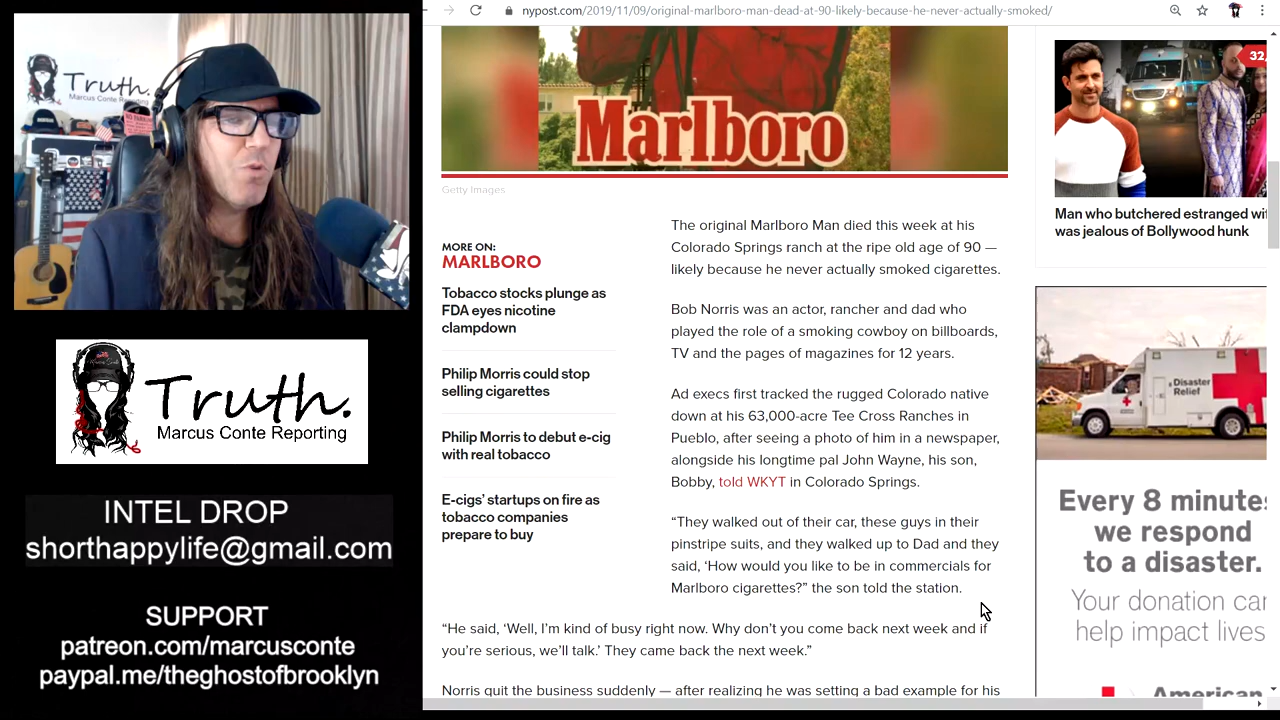 nypost.com/2019/11/09/original-marlboro-man-dead-at-90-likely-because-he-never-actually-smoked/
Truth.
Marcus Conte Reporting
Truth.
Marcus Conte Reporting
INTEL DROP
shorthappylife@gmail.com
SUPPORT
patreon.com/marcusconte
paypal.me/theghostofbrooklyn
Marlboro
Getty Images
MORE ON:
MARLBORO
Tobacco stocks plunge as
FDA eyes nicotine
clampdown
Philip Morris could stop
selling cigarettes
Philip Morris to debut e-cig
with real tobacco
E-cigs’ startups on fire as
tobacco companies
prepare to buy
The original Marlboro Man died this week at his
Colorado Springs ranch at the ripe old age of 90 —
likely because he never actually smoked cigarettes.
Bob Norris was an actor, rancher and dad who
played the role of a smoking cowboy on billboards,
TV and the pages of magazines for 12 years.
Ad execs first tracked the rugged Colorado native
down at his 63,000-acre Tee Cross Ranches in
Pueblo, after seeing a photo of him in a newspaper,
alongside his longtime pal John Wayne, his son,
Bobby, told WKYT in Colorado Springs.
“They walked out of their car, these guys in their
pinstripe suits, and they walked up to Dad and they
said, ‘How would you like to be in commercials for
Marlboro cigarettes?” the son told the station.
“He said, ‘Well, I’m kind of busy right now. Why don’t you come back next week and if
you’re serious, we’ll talk.’ They came back the next week.”
Norris quit the business suddenly — after realizing he was setting a bad example for his
32,
Man who butchered estranged wi
was jealous of Bollywood hunk
Disaster
Relief
Every 8 minutes
we respond
to a disaster.
Your donation can
help impact lives
American